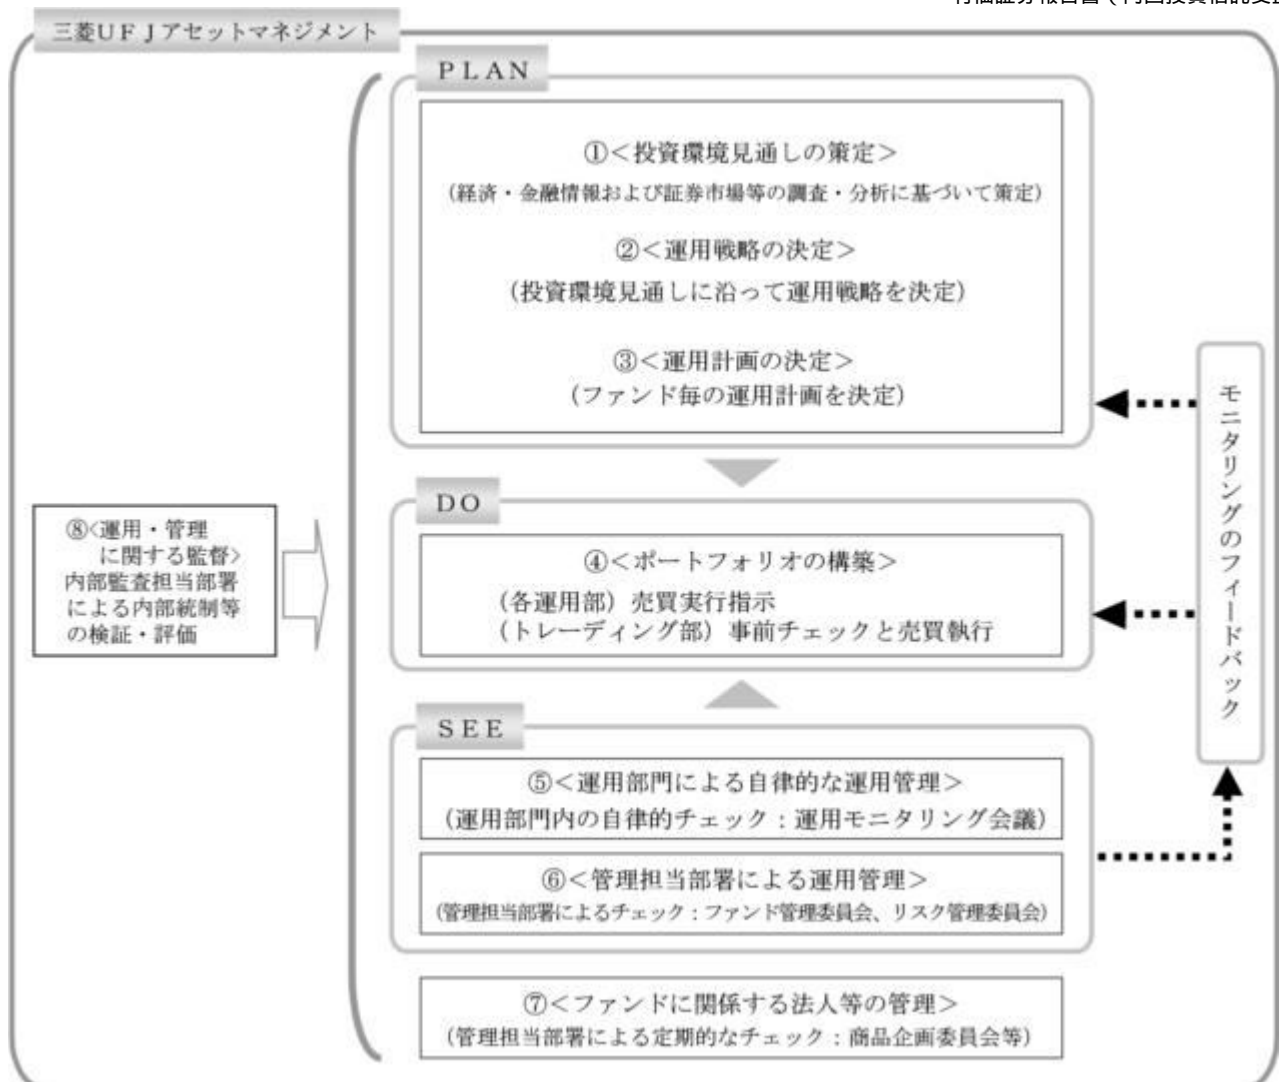 三菱UFJアセットマネジメント
PLAN
①<投資環境見通しの策定>
(経済・金融情報および証券市場等の調査・分析に基づいて策定)
②<運用戦略の決定>
(投資環境見通しに沿って運用戦略を決定)
③<運用計画の決定>
(ファンド毎の運用計画を決定)
モニタリングのフィードバック
DO
④<ポートフォリオの構築>
(各運用部)売買実行指示
(トレーディング部)事前チェックと売買執行
⑧<運用・管理
に関する監督>
内部監査担当部署
による内部統制等
の検証・評価
SEE
⑤<運用部門による自律的な運用管理>
(運用部門内の自律的チェック:運用モニタリング会議)
⑥<管理担当部署による運用管理>
(管理担当部署によるチェック:ファンド管理委員会、リスク管理委員会)
⑦<ファンドに関係する法人等の管理>
(管理担当部署による定期的なチェック:商品企画委員会等)